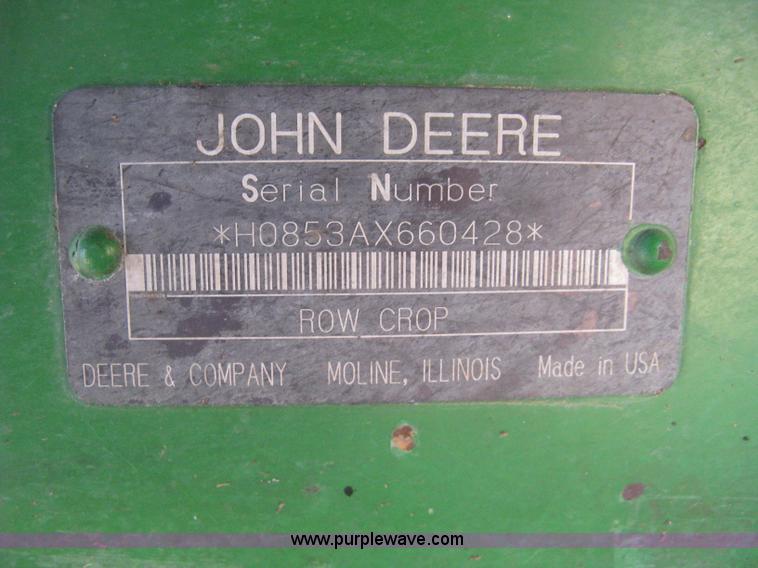 JOHN DEERE
Serial Number
*H0853AX660428*
ROW CROP
DEERE & COMPANY MOLINE, ILLINOIS Made in USA
www.purplewave.com